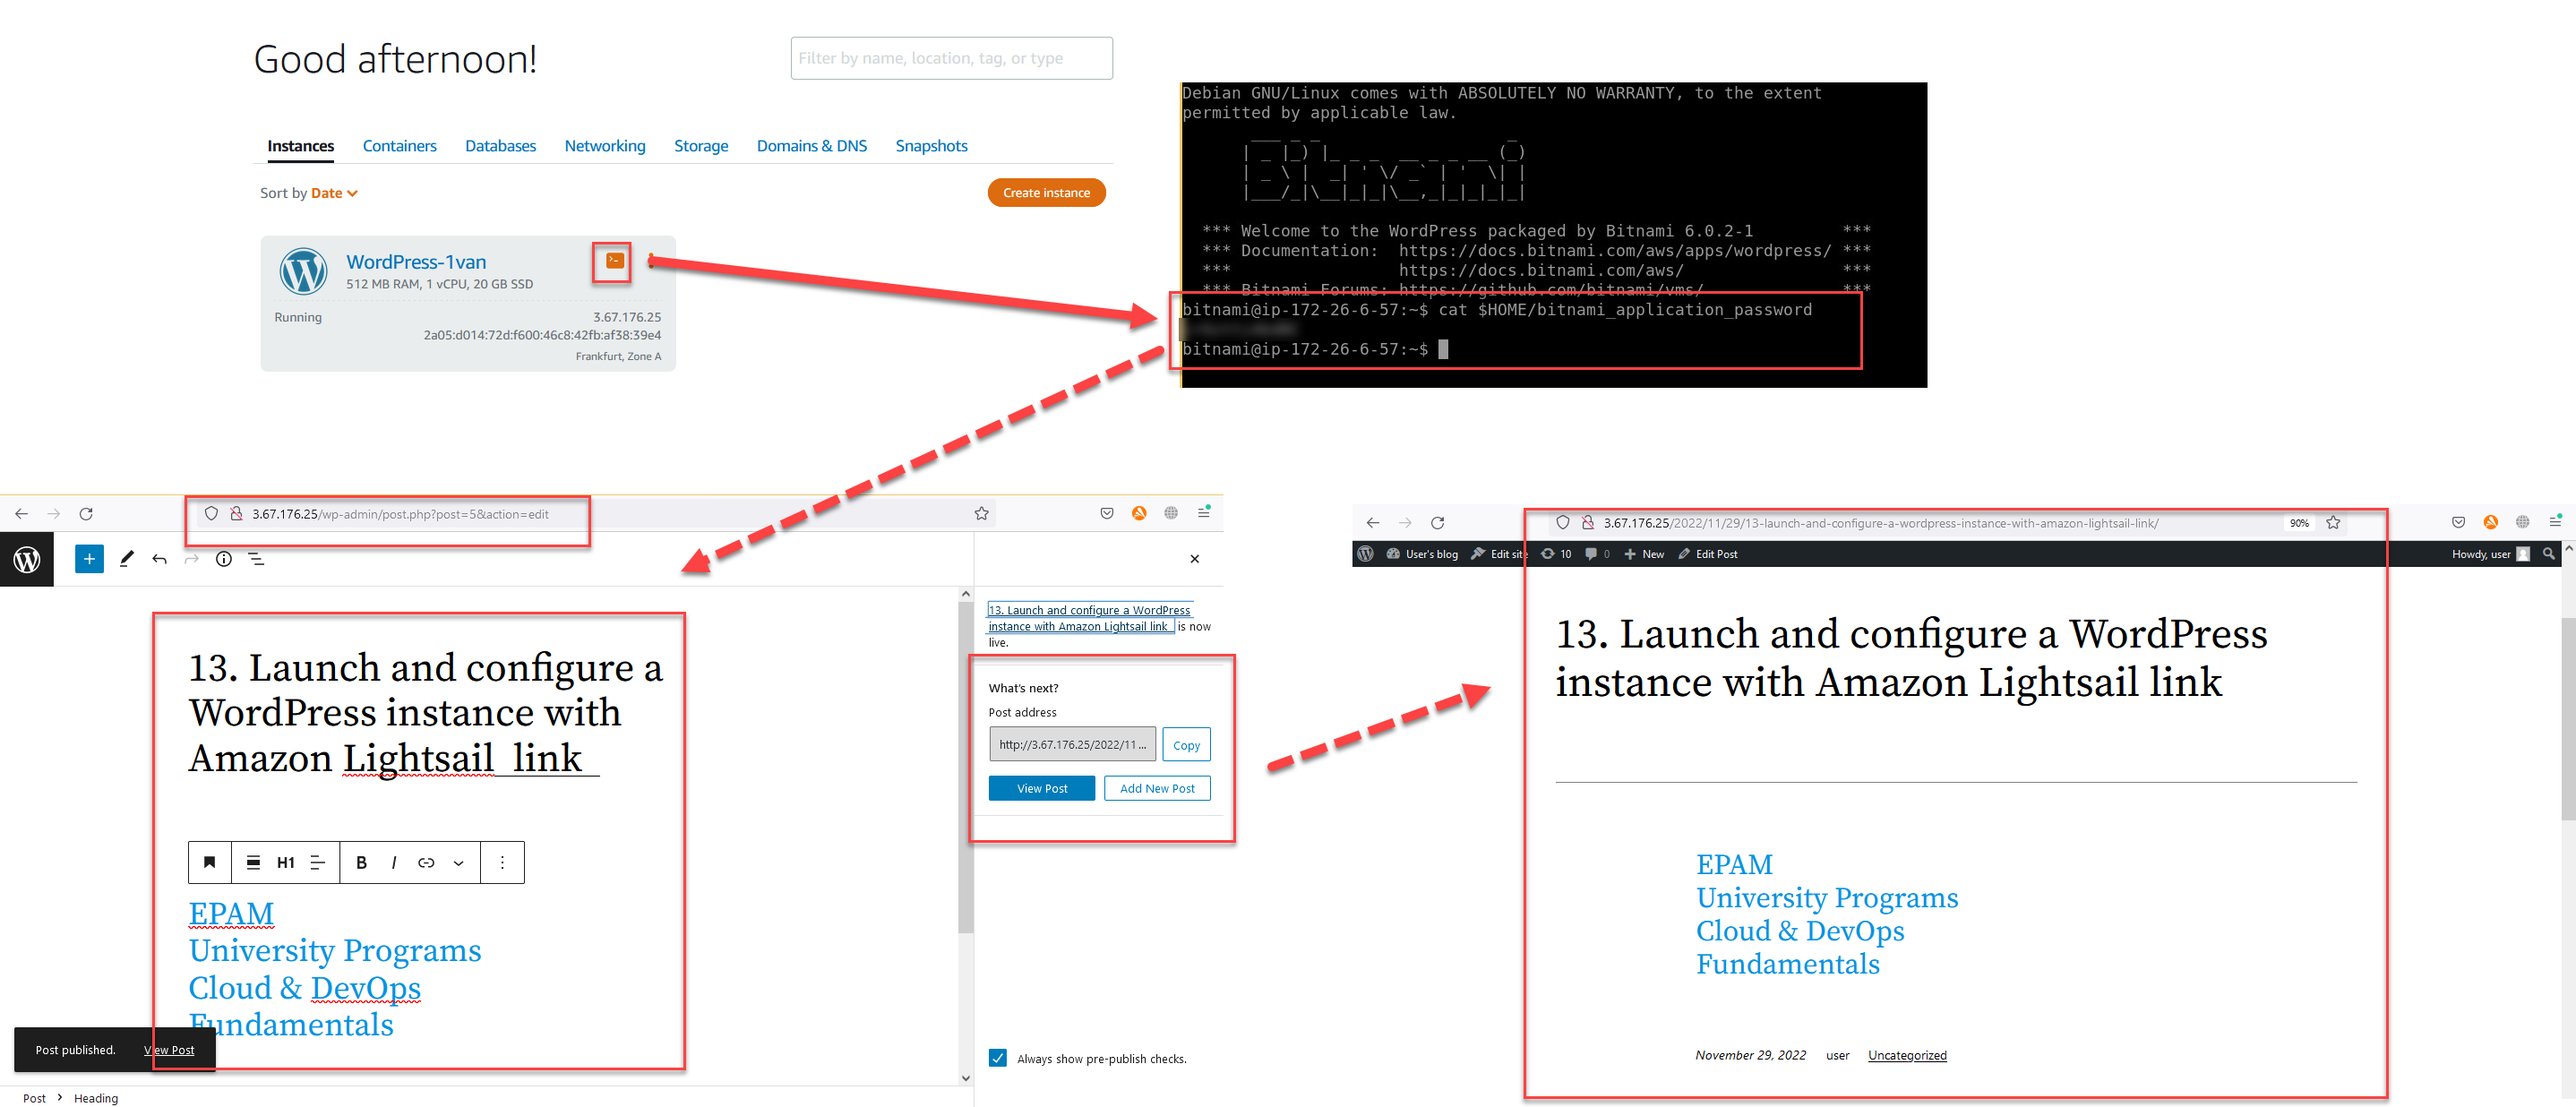 Good afternoon!
Filter by name, location, tag, or type
Instances Containers Databases Networking Storage Domains & DNS Snapshots
Sort by Date
Create instance
WordPress-1van
512 MB RAM, 1 vCPU, 20 GB SSD
Running 3.67.176.25
2a05:d014:72d:f600:46c8:42fb:af38:39e4
Frankfurt, Zone A
Debian GNU/Linux comes with ABSOLUTELY NO WARRANTY, to the extent
permitted by applicable law.
Bitnami
*** Welcome to the WordPress packaged by Bitnami 6.0.2-1 ***
*** Documentation: https://docs.bitnami.com/aws/apps/wordpress/ ***
*** https://docs.bitnami.com/aws/ ***
*** Bitnami Forums: https://github.com/bitnami/vms/ ***
bitnami@ip-172-26-6-57:~$ cat $HOME/bitnami_application_password
bitnami@ip-172-26-6-57:~$
3.67.176.25/wp-admin/post.php?post=5&action=edit
13. Launch and configure a WordPress
instance with Amazon Lightsail link is now
live.
What's next?
Post address
http://3.67.176.25/2022/11 ... Copy
View Post Add New Post
Always show pre-publish checks.
13. Launch and configure a
WordPress instance with
Amazon Lightsail link
H1 B I
EPAM
University Programs
Cloud & DevOps
Fundamentals
Post published. View Post
Post > Heading
3.67.176.25/2022/11/29/13-launch-and-configure-a-wordpress-instance-with-amazon-lightsail-link/ 90%
User's blog Edit site 10 0 New Edit Post Howdy, user
13. Launch and configure a WordPress
instance with Amazon Lightsail link
EPAM
University Programs
Cloud & DevOps
Fundamentals
November 29, 2022 user Uncategorized